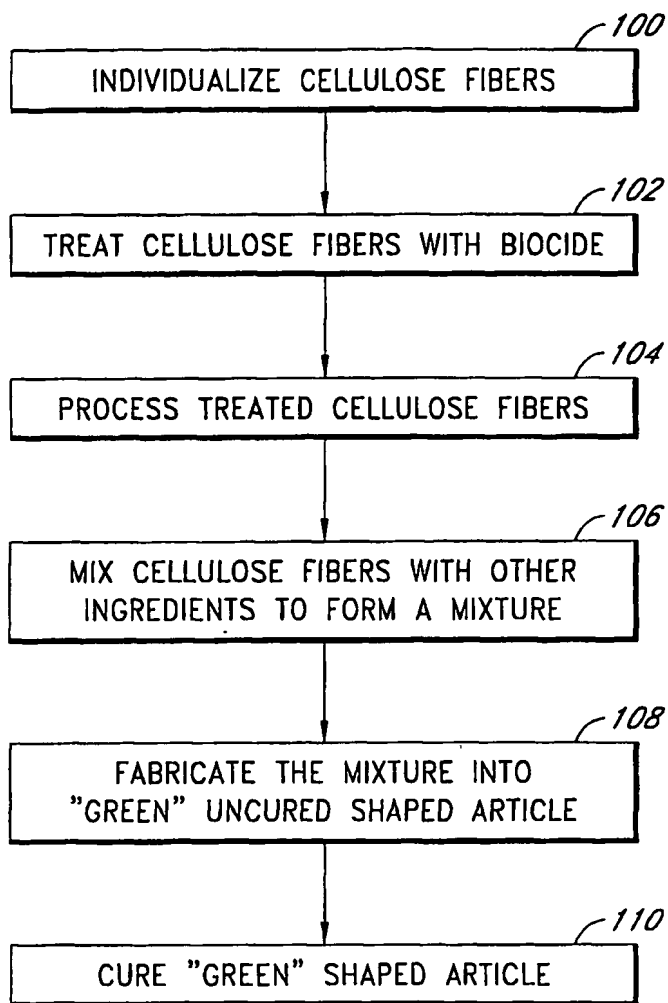 100
INDIVIDUALIZE CELLULOSE FIBERS
102
TREAT CELLULOSE FIBERS WITH BIOCIDE
104
PROCESS TREATED CELLULOSE FIBERS
106
MIX CELLULOSE FIBERS WITH OTHER
INGREDIENTS TO FORM A MIXTURE
108
FABRICATE THE MIXTURE INTO
"GREEN" UNCURED SHAPED ARTICLE
110
CURE "GREEN" SHAPED ARTICLE